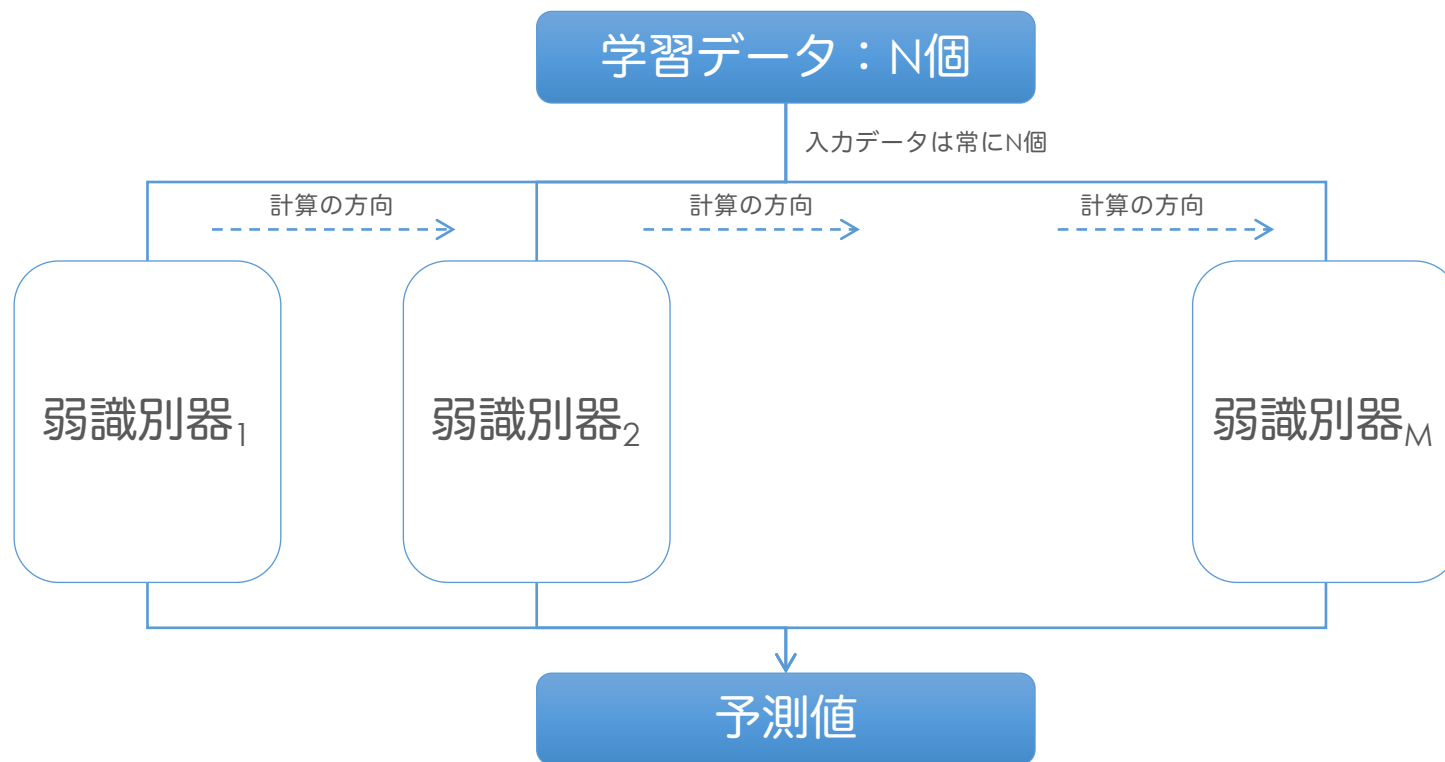 学習データ：N個
入力データは常にN個
計算の方向
計算の方向
計算の方向
弱識別器1
弱識別器2
弱識別器M
予測値